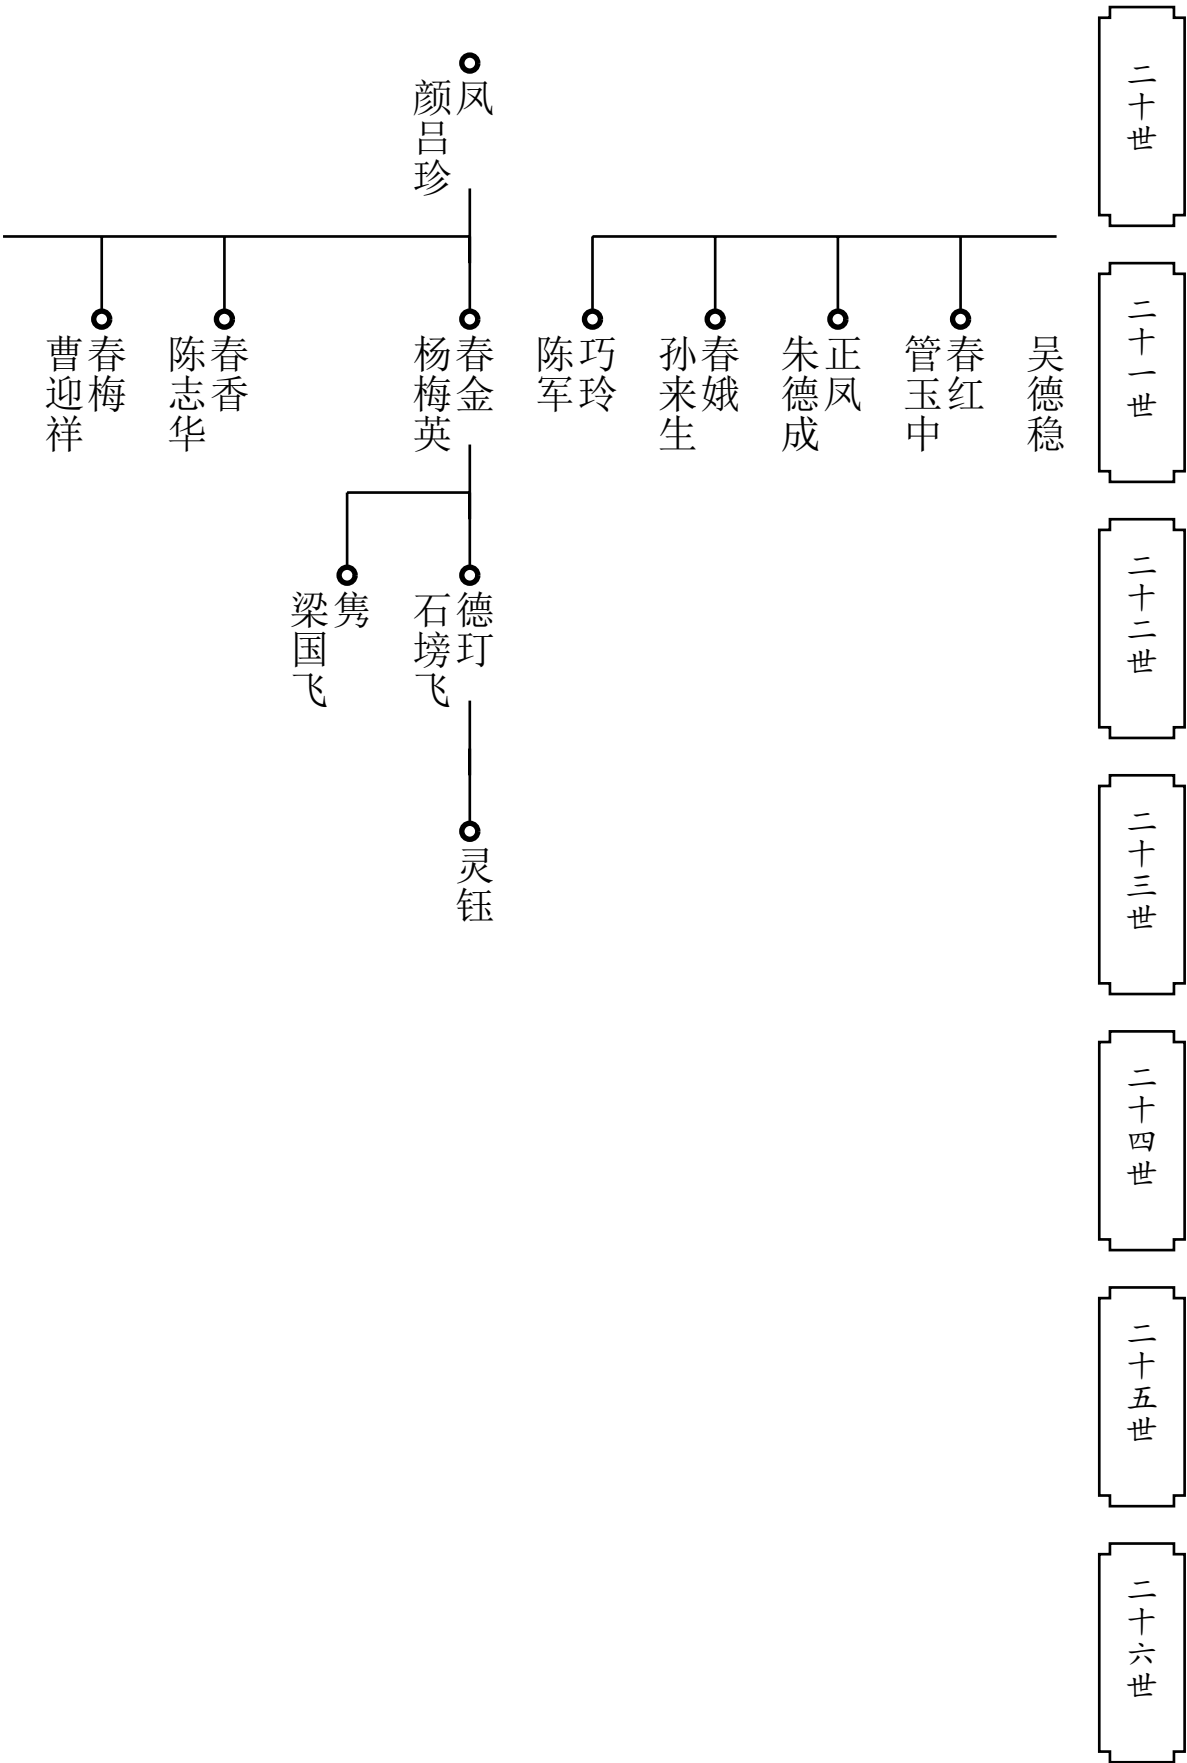 二十世
二十一世
二十二世
二十三世
二十四世
二十五世
二十六世
凤
颜吕珍
吴德稳
春红
管玉中
正凤
朱德成
春娥
孙来生
巧玲
陈军
春金
杨梅英
春香
陈志华
春梅
曹迎祥
德玎
石塝飞
隽
梁国飞
灵钰